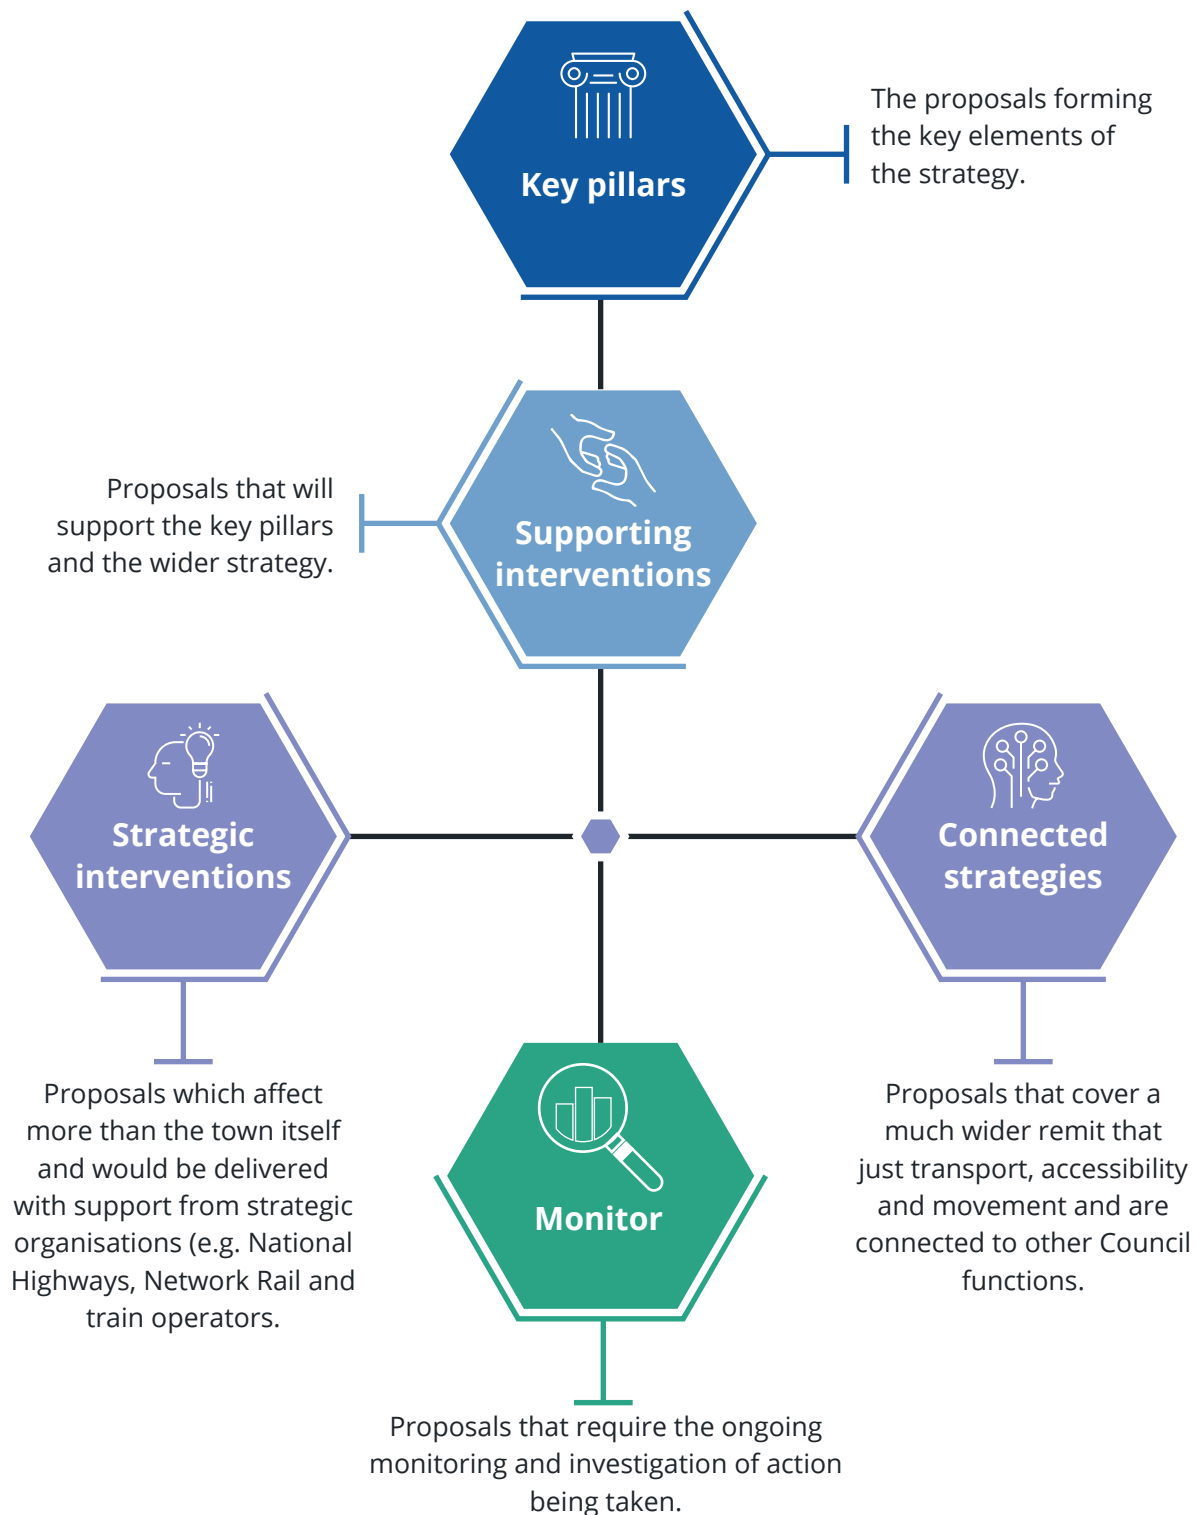 Key pillars
The proposals forming
the key elements of
the strategy.
Supporting
interventions
Proposals that will
support the key pillars
and the wider strategy.
Strategic
interventions
Proposals which affect
more than the town itself
and would be delivered
with support from strategic
organisations (e.g. National
Highways, Network Rail and
train operators.
Connected
strategies
Proposals that cover a
much wider remit that
just transport, accessibility
and movement and are
connected to other Council
functions.
Monitor
Proposals that require the ongoing
monitoring and investigation of action
being taken.